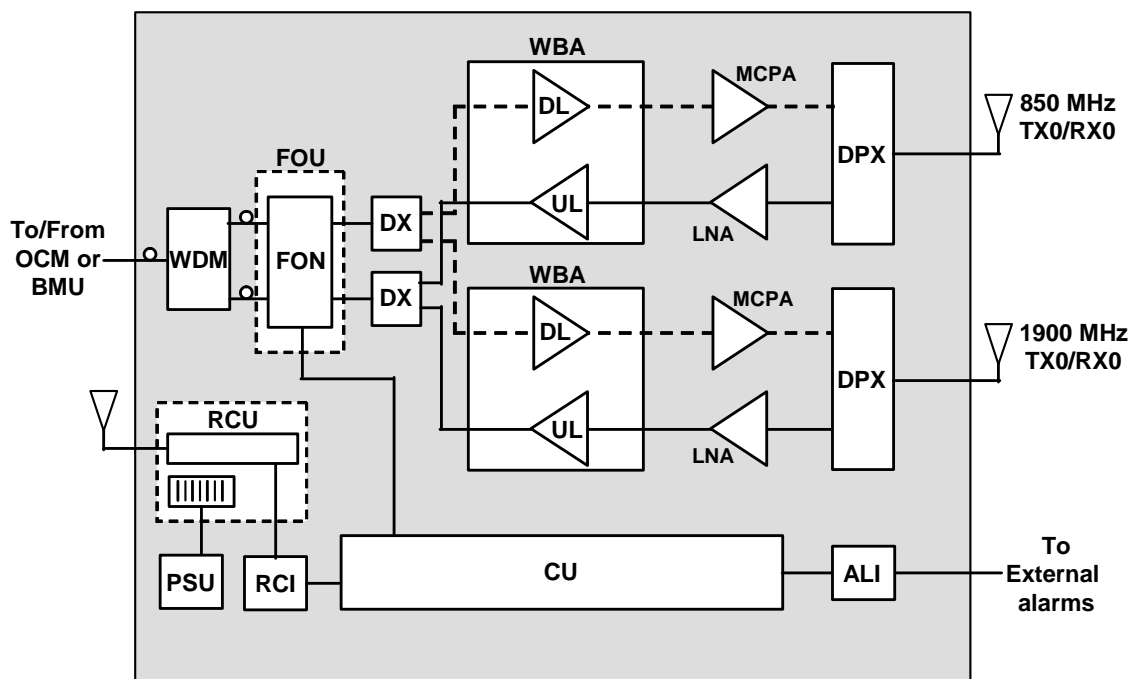 WBA
MCPA
DL
850 MHz
TX0/RX0
FOU
DPX
DX
UL
LNA
To/From
OCM or
BMU
WDM
FON
WBA
DX
MCPA
DL
1900 MHz
TX0/RX0
DPX
RCU
UL
LNA
PSU
RCI
CU
ALI
To
External
alarms